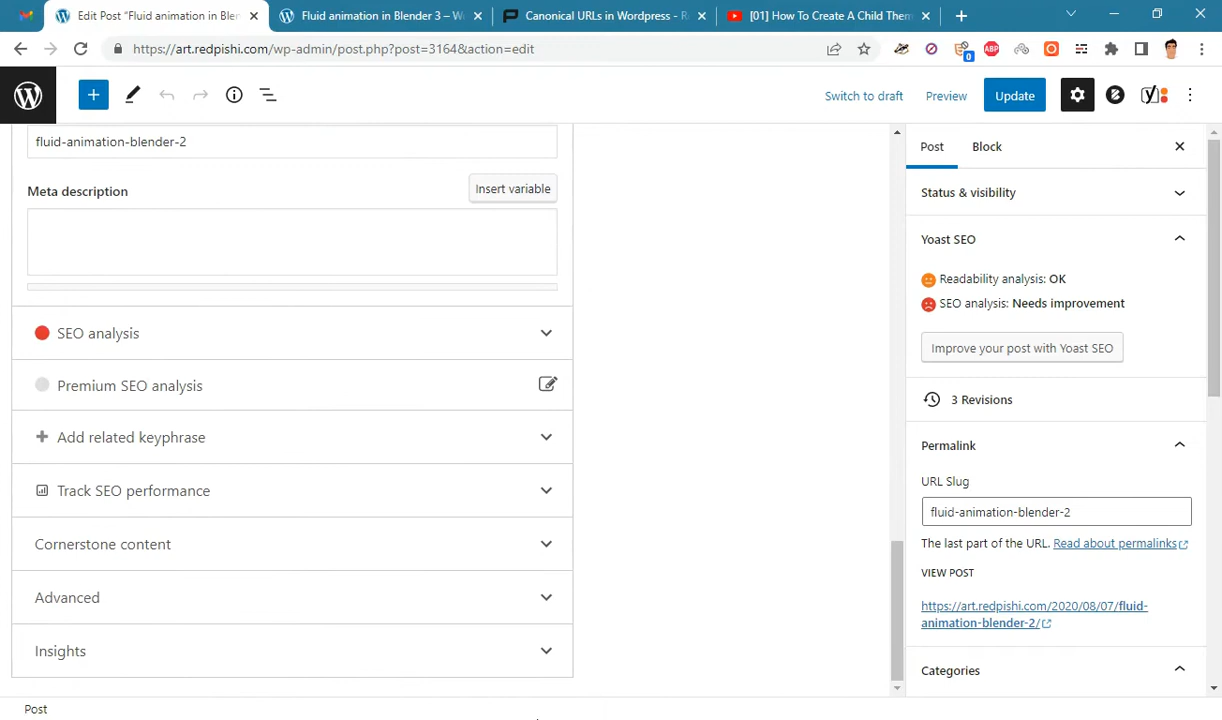 Edit Post "Fluid animation in Blen
Fluid animation in Blender 3 – W
Canonical URLs in Wordpress - R
[01] How To Create A Child Them
https://art.redpishi.com/wp-admin/post.php?post=3164&action=edit
0
ABP
Switch to draft
Preview
Update
fluid-animation-blender-2
Meta description
Insert variable
SEO analysis
Premium SEO analysis
Add related keyphrase
Track SEO performance
Cornerstone content
Advanced
Insights
Post
Post
Block
Status & visibility
Yoast SEO
Readability analysis: OK
SEO analysis: Needs improvement
Improve your post with Yoast SEO
3 Revisions
Permalink
URL Slug
fluid-animation-blender-2
The last part of the URL. Read about permalinks
VIEW POST
https://art.redpishi.com/2020/08/07/fluid-
animation-blender-2/
Categories